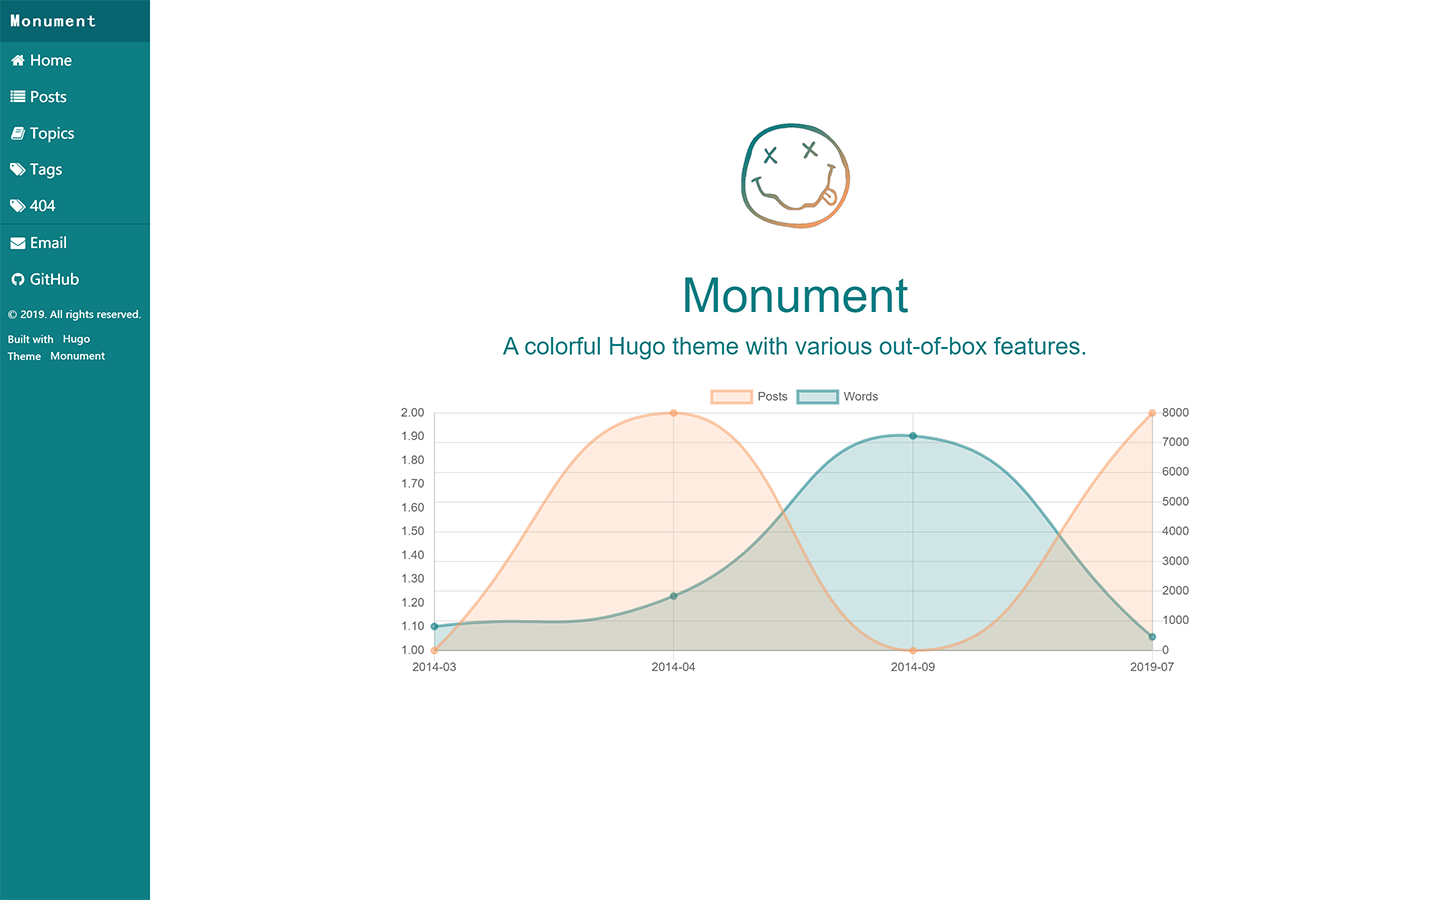 Monument
Home
Posts
Topics
Tags
404
Email
GitHub
© 2019. All rights reserved.
Built with Hugo
Theme Monument
Monument
A colorful Hugo theme with various out-of-box features.
Posts Words
2.00
1.90
1.80
1.70
1.60
1.50
1.40
1.30
1.20
1.10
1.00
8000
7000
6000
5000
4000
3000
2000
1000
0
2014-03 2014-04 2014-09 2019-07